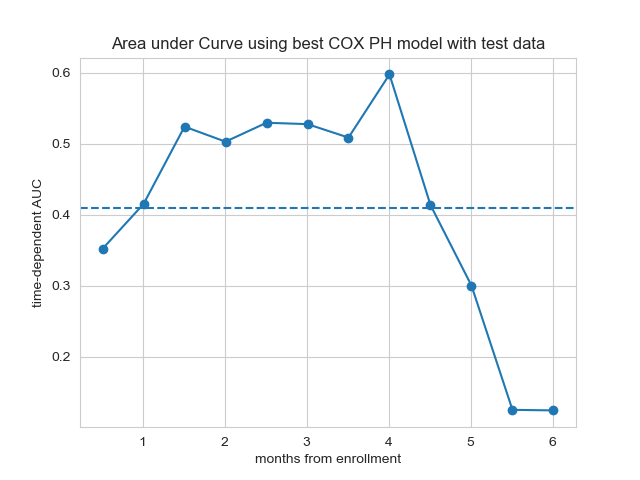 Area under Curve using best COX PH model with test data
time-dependent AUC
0.6
0.5
0.4
0.3
0.2
1 2 3 4 5 6
months from enrollment